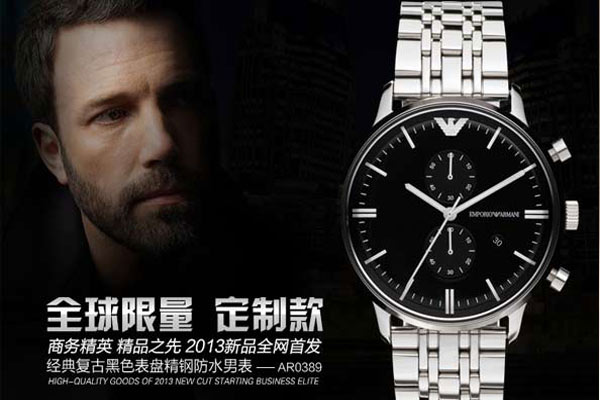 EMPORIO ARMANI
30
全球限量 定制款
商务精英 精品之先 2013新品全网首发
经典复古黑色表盘精钢防水男表 — AR0389
HIGH-QUALITY GOODS OF 2013 NEW CUT STARTING BUSINESS ELITE